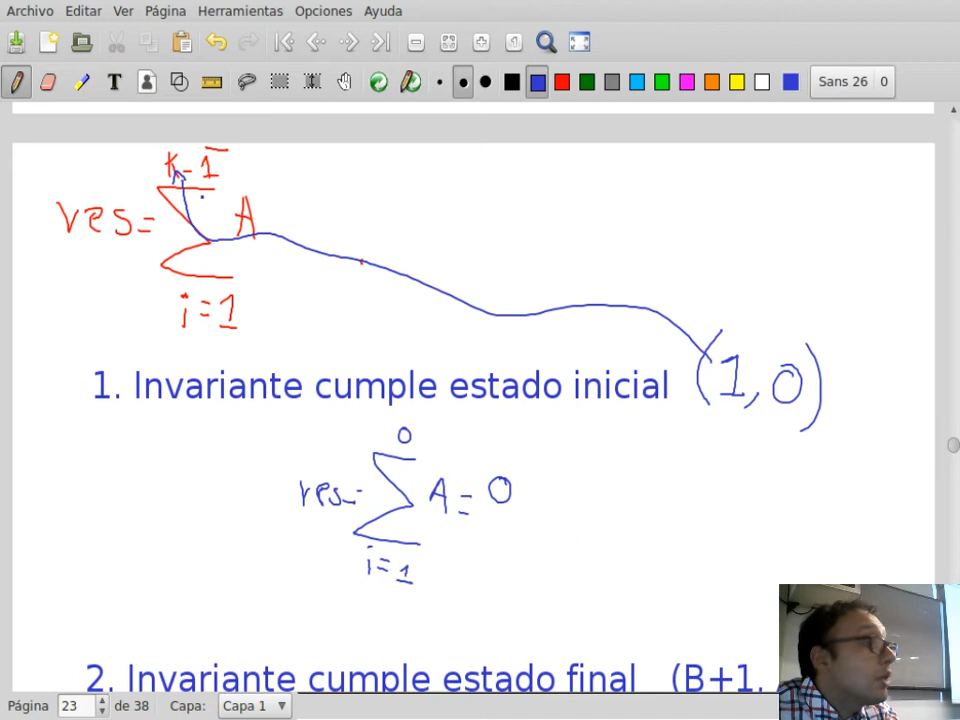 Archivo Editar Ver Página Herramientas Opciones Ayuda
T Sans 26 0
K-1
res= Σ A
i=1
1. Invariante cumple estado inicial (1,0)
0
res= Σ A = 0
i=1
2. Invariante cumple estado final (B+1,
Página 23 de 38 Capa: Capa 1